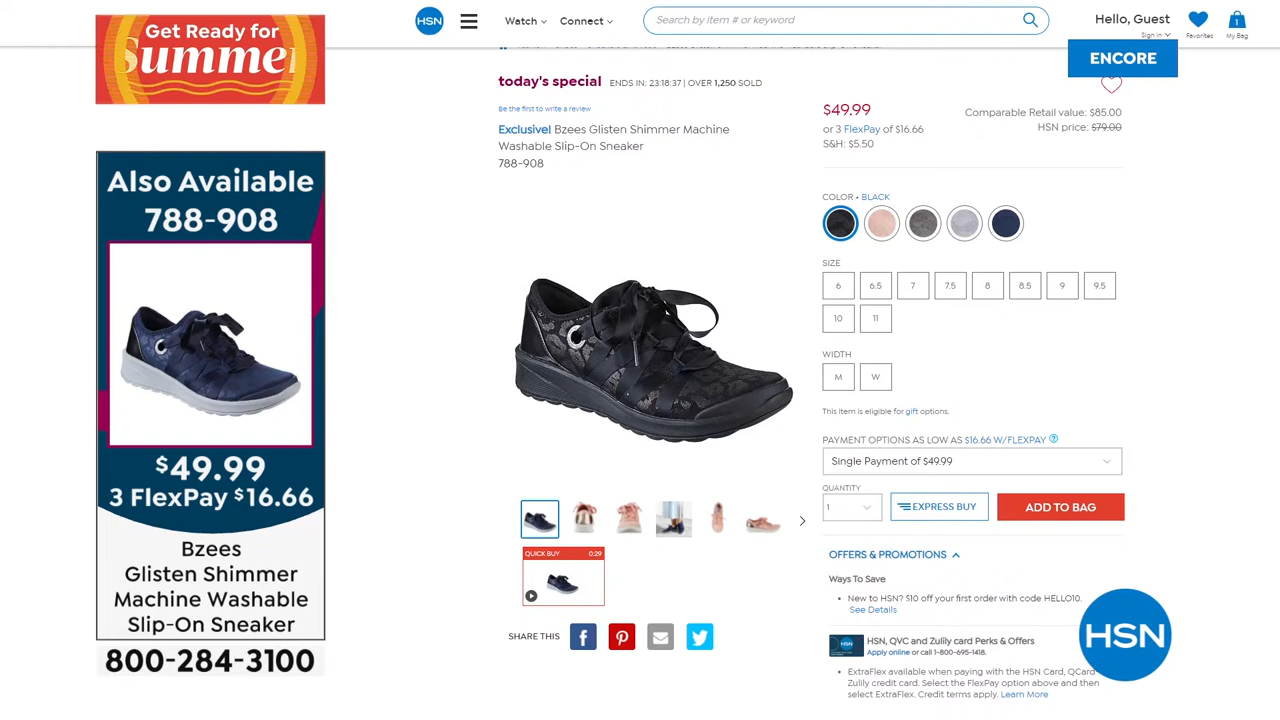 Get Ready for
Summer
Also Available
788-908
$49.99
3 FlexPay $16.66
Bzees
Glisten Shimmer
Machine Washable
Slip-On Sneaker
800-284-3100
HSN
Watch
Connect
Search by item # or keyword
Hello, Guest
Sign In
Favorites
1
My Bag
ENCORE
today's special ENDS IN: 23:18:37 | OVER 1,250 SOLD
Be the first to write a review
Exclusive! Bzees Glisten Shimmer Machine
Washable Slip-On Sneaker
788-908
$49.99
or 3 FlexPay of $16.66
S&H: $5.50
Comparable Retail value: $85.00
HSN price: $79.00
COLOR • BLACK
SIZE
6 6.5 7 7.5 8 8.5 9 9.5
10 11
WIDTH
M W
This item is eligible for gift options.
PAYMENT OPTIONS AS LOW AS $16.66 W/FLEXPAY ?
Single Payment of $49.99
QUANTITY
1
EXPRESS BUY
ADD TO BAG
QUICK BUY 0:29
SHARE THIS
OFFERS & PROMOTIONS
Ways To Save
• New to HSN? $10 off your first order with code HELLO10.
See Details
HSN, QVC and Zulily card Perks & Offers
Apply online or call 1-800-695-1418.
• ExtraFlex available when paying with the HSN Card, QCard
Zulily credit card. Select the FlexPay option above and then
select ExtraFlex. Credit terms apply. Learn More
HSN